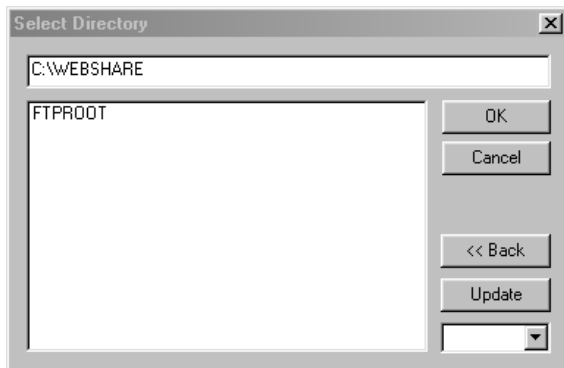 Select Directory
C:\WEBSHARE
FTPROOT
OK
Cancel
<< Back
Update